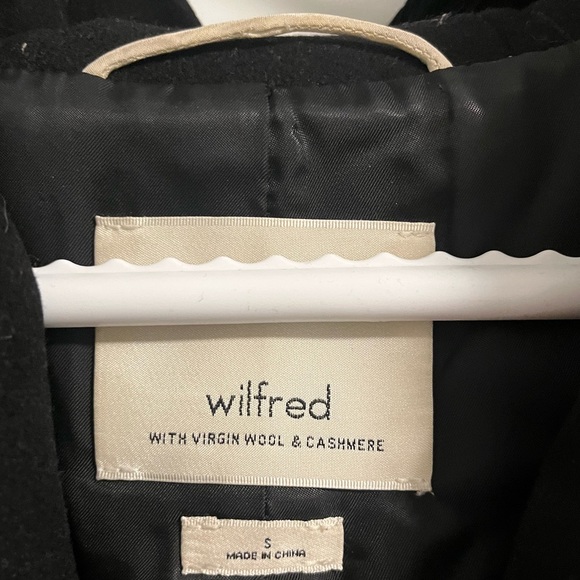 wilfred
WITH VIRGIN WOOL & CASHMERE
S
MADE IN CHINA